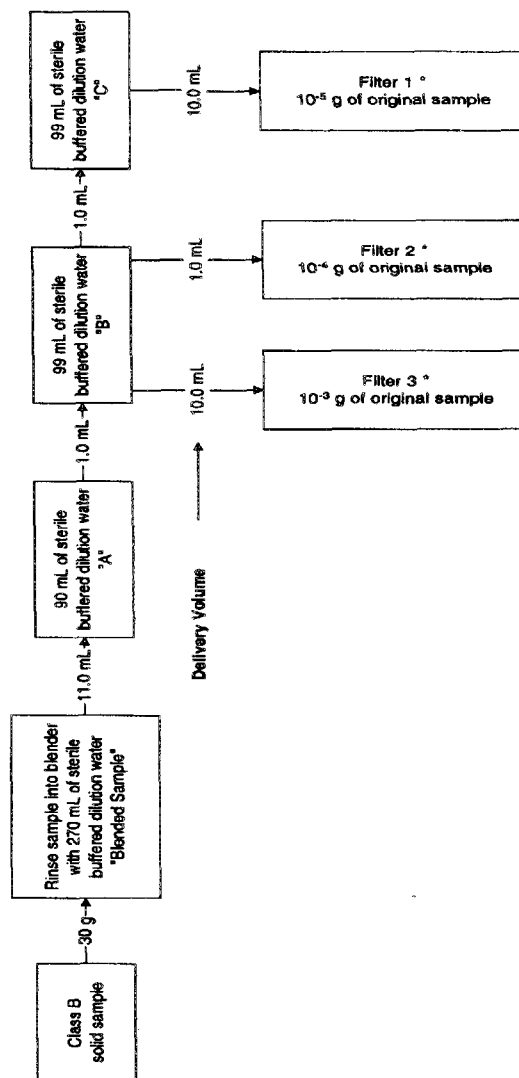 Class B
solid sample
30 g
Rinse sample into blender
with 270 mL of sterile
buffered dilution water
"Blended Sample"
11.0 mL
90 mL of sterile
buffered dilution water
"A"
1.0 mL
99 mL of sterile
buffered dilution water
"B"
1.0 mL
99 mL of sterile
buffered dilution water
"C"
Delivery Volume
10.0 mL
1.0 mL
10.0 mL
Filter 3 *
10⁻³ g of original sample
Filter 2 *
10⁻⁴ g of original sample
Filter 1 *
10⁻⁵ g of original sample